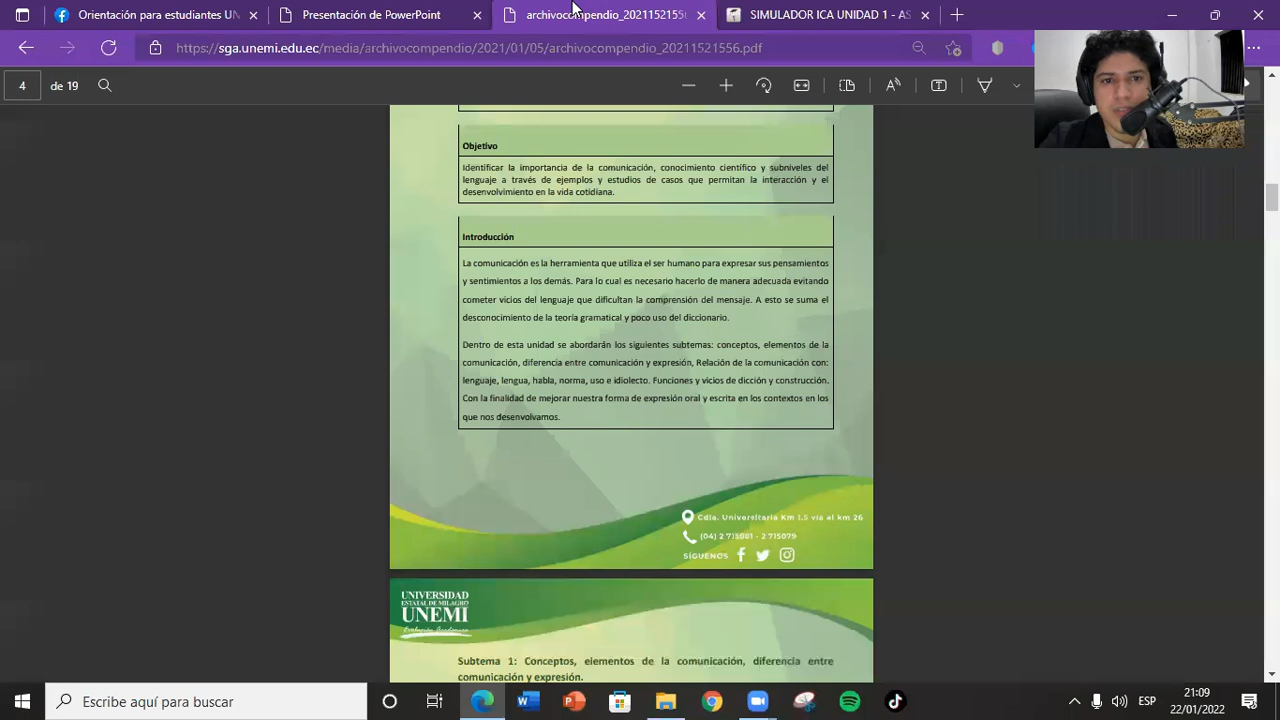 Orientación para estudiantes UN
PowerPoint Presentation
archivocompendio_2021152155
SIMULADOR UNIDAD 1 - AS
https://sga.unemi.edu.ec/media/archivocompendio/2021/01/05/archivocompendio_20211521556.pdf
4 de 19
Objetivo
Identificar la importancia de la comunicación, conocimiento científico y subniveles del
lenguaje a través de ejemplos y estudios de casos que permitan la interacción y el
desenvolvimiento en la vida cotidiana.
Introducción
La comunicación es la herramienta que utiliza el ser humano para expresar sus pensamientos
y sentimientos a los demás. Para lo cual es necesario hacerlo de manera adecuada evitando
cometer vicios del lenguaje que dificultan la comprensión del mensaje. A esto se suma el
desconocimiento de la teoría gramatical y poco uso del diccionario.
Dentro de esta unidad se abordarán los siguientes subtemas: conceptos, elementos de la
comunicación, diferencia entre comunicación y expresión, Relación de la comunicación con:
lenguaje, lengua, habla, norma, uso e idiolecto. Funciones y vicios de dicción y construcción.
Con la finalidad de mejorar nuestra forma de expresión oral y escrita en los contextos en los
que nos desenvolvamos.
Cdla. Universitaria Km 1.5 vía al km 26
(04) 2 715081 - 2 715079
SÍGUENOS
UNIVERSIDAD
ESTATAL DE MILAGRO
UNEMI
Subtema 1: Conceptos, elementos de la comunicación, diferencia entre
comunicación y expresión.
Escribe aquí para buscar
ESP
21:09
22/01/2022